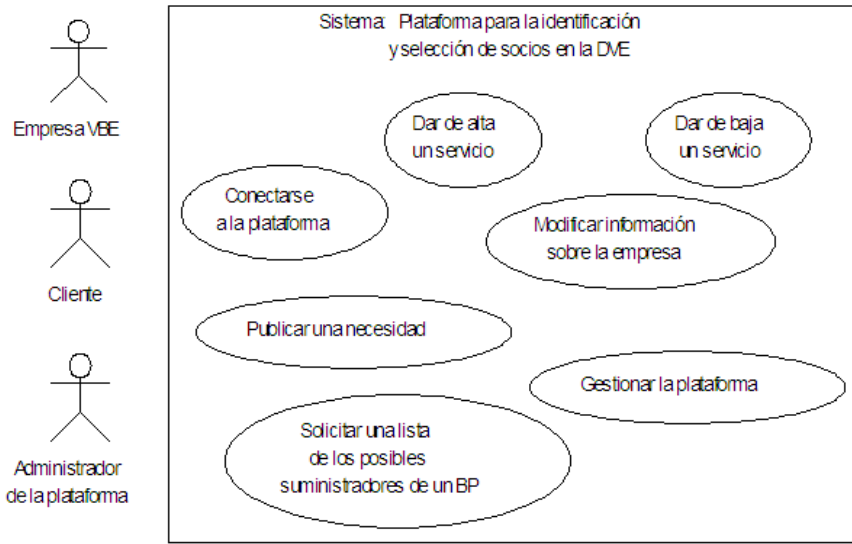 Sistema: Plataforma para la identificación
y selección de socios en la DVE
Empresa VBE
Dar de alta
un servicio
Dar de baja
un servicio
Conectarse
a la plataforma
Modificar información
sobre la empresa
Cliente
Publicar una necesidad
Gestionar la plataforma
Solicitar una lista
de los posibles
suministradores de un BP
Administrador
de la plataforma